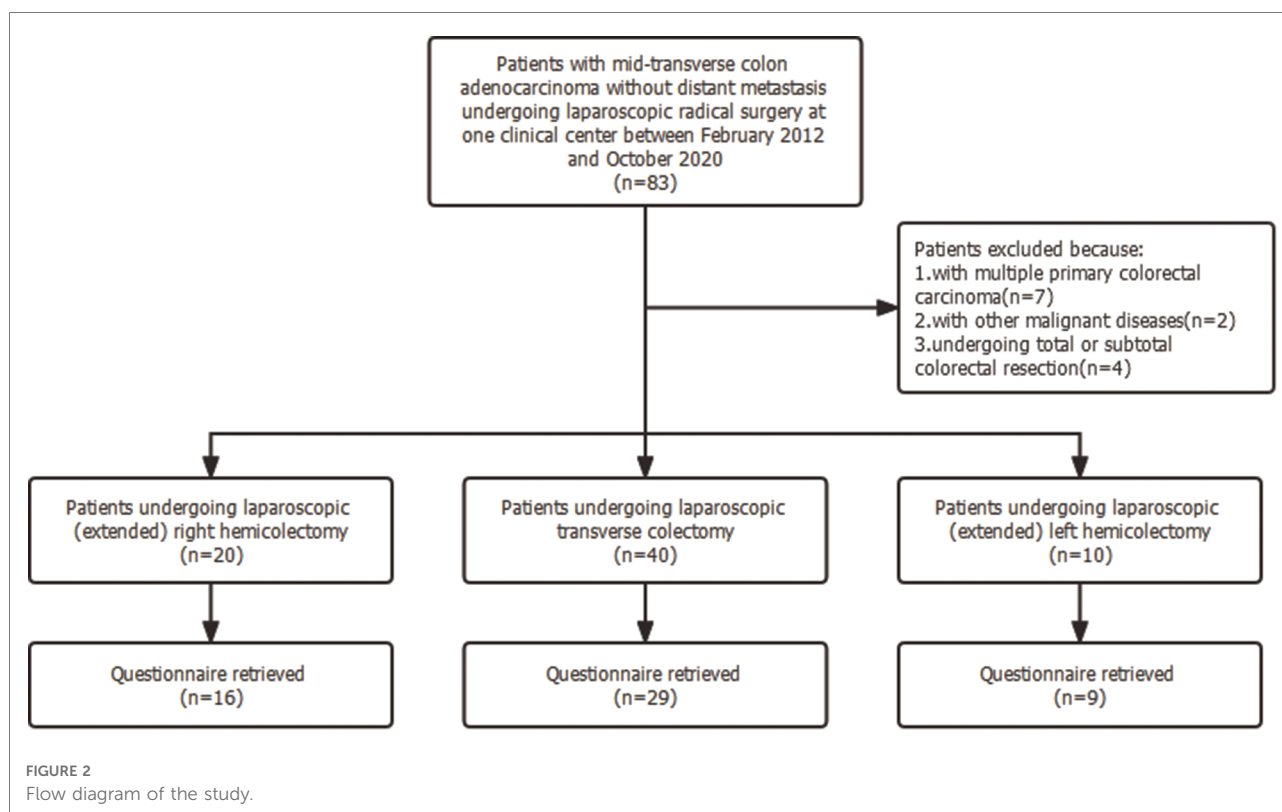 Patients with mid-transverse colon
adenocarcinoma without distant metastasis
undergoing laparoscopic radical surgery at
one clinical center between February 2012
and October 2020
(n=83)
Patients excluded because:
1.with multiple primary colorectal
carcinoma(n=7)
2.with other malignant diseases(n=2)
3.undergoing total or subtotal
colorectal resection(n=4)
Patients undergoing laparoscopic
(extended) right hemicolectomy
(n=20)
Patients undergoing laparoscopic
transverse colectomy
(n=40)
Patients undergoing laparoscopic
(extended) left hemicolectomy
(n=10)
Questionnaire retrieved
(n=16)
Questionnaire retrieved
(n=29)
Questionnaire retrieved
(n=9)
FIGURE 2
Flow diagram of the study.